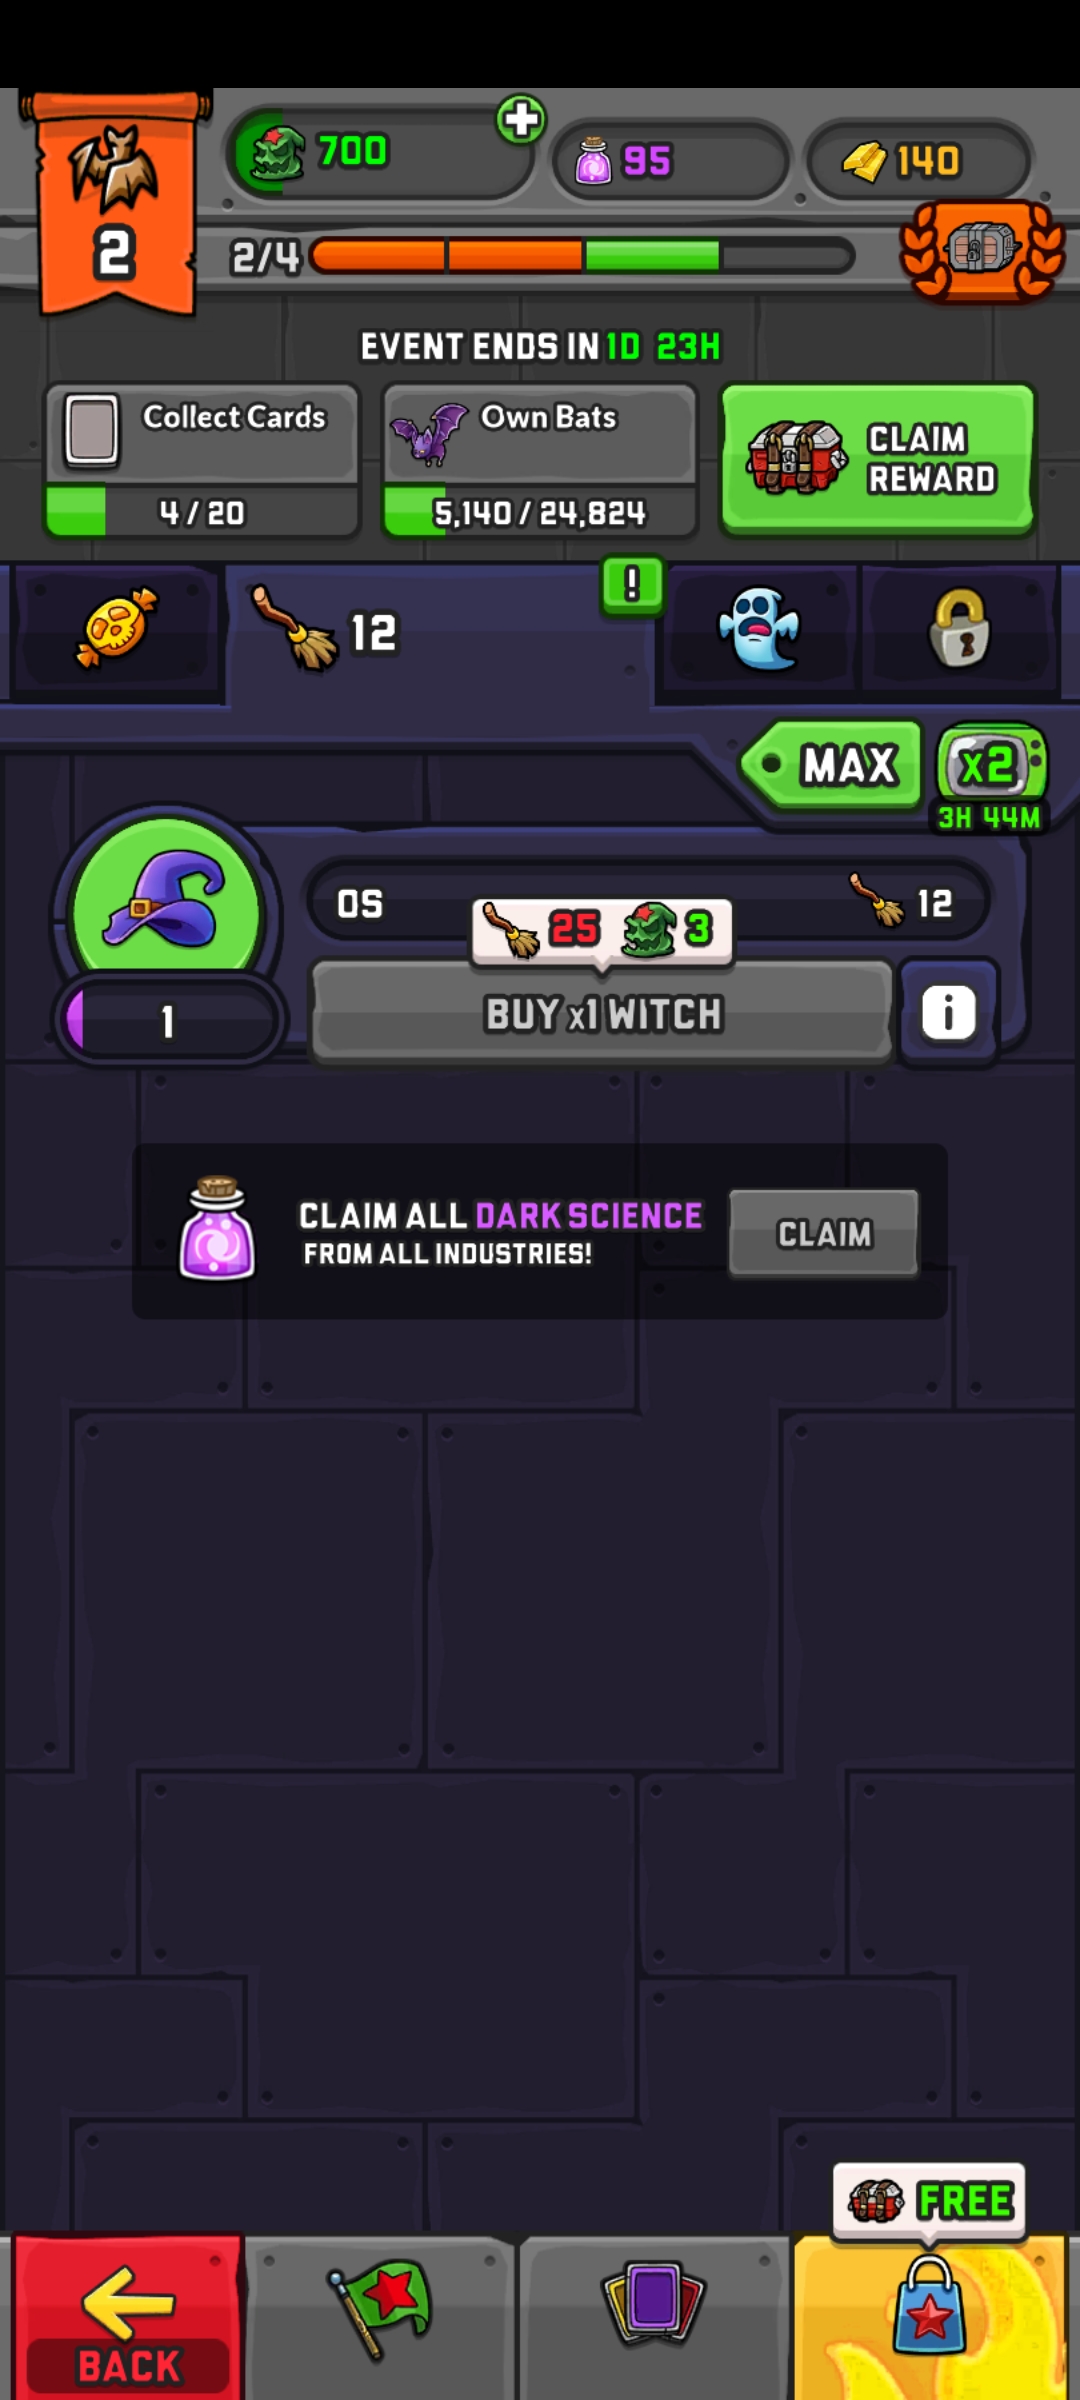 700
95
140
2
2/4
EVENT ENDS IN 1D 23H
Collect Cards
4 / 20
Own Bats
5,140 / 24,824
CLAIM
REWARD
12
!
MAX
x2
3H 44M
0S
12
25 3
1
BUY x1 WITCH
i
CLAIM ALL DARK SCIENCE
FROM ALL INDUSTRIES!
CLAIM
FREE
BACK